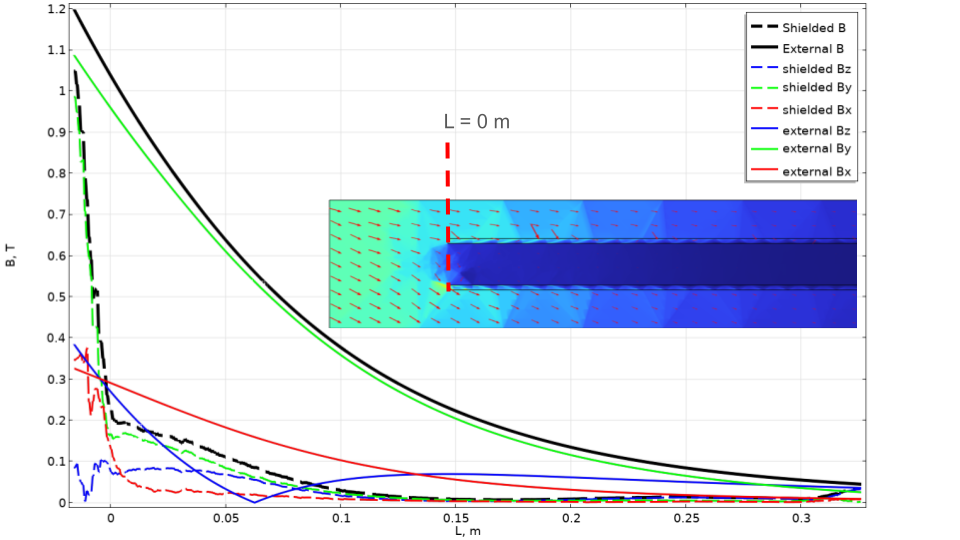 1.2
1.1
1
0.9
0.8
0.7
0.6
0.5
0.4
0.3
0.2
0.1
0
B, T
0
0.05
0.1
0.15
0.2
0.25
0.3
L, m
L = 0 m
Shielded B
External B
shielded Bz
shielded By
shielded Bx
external Bz
external By
external Bx